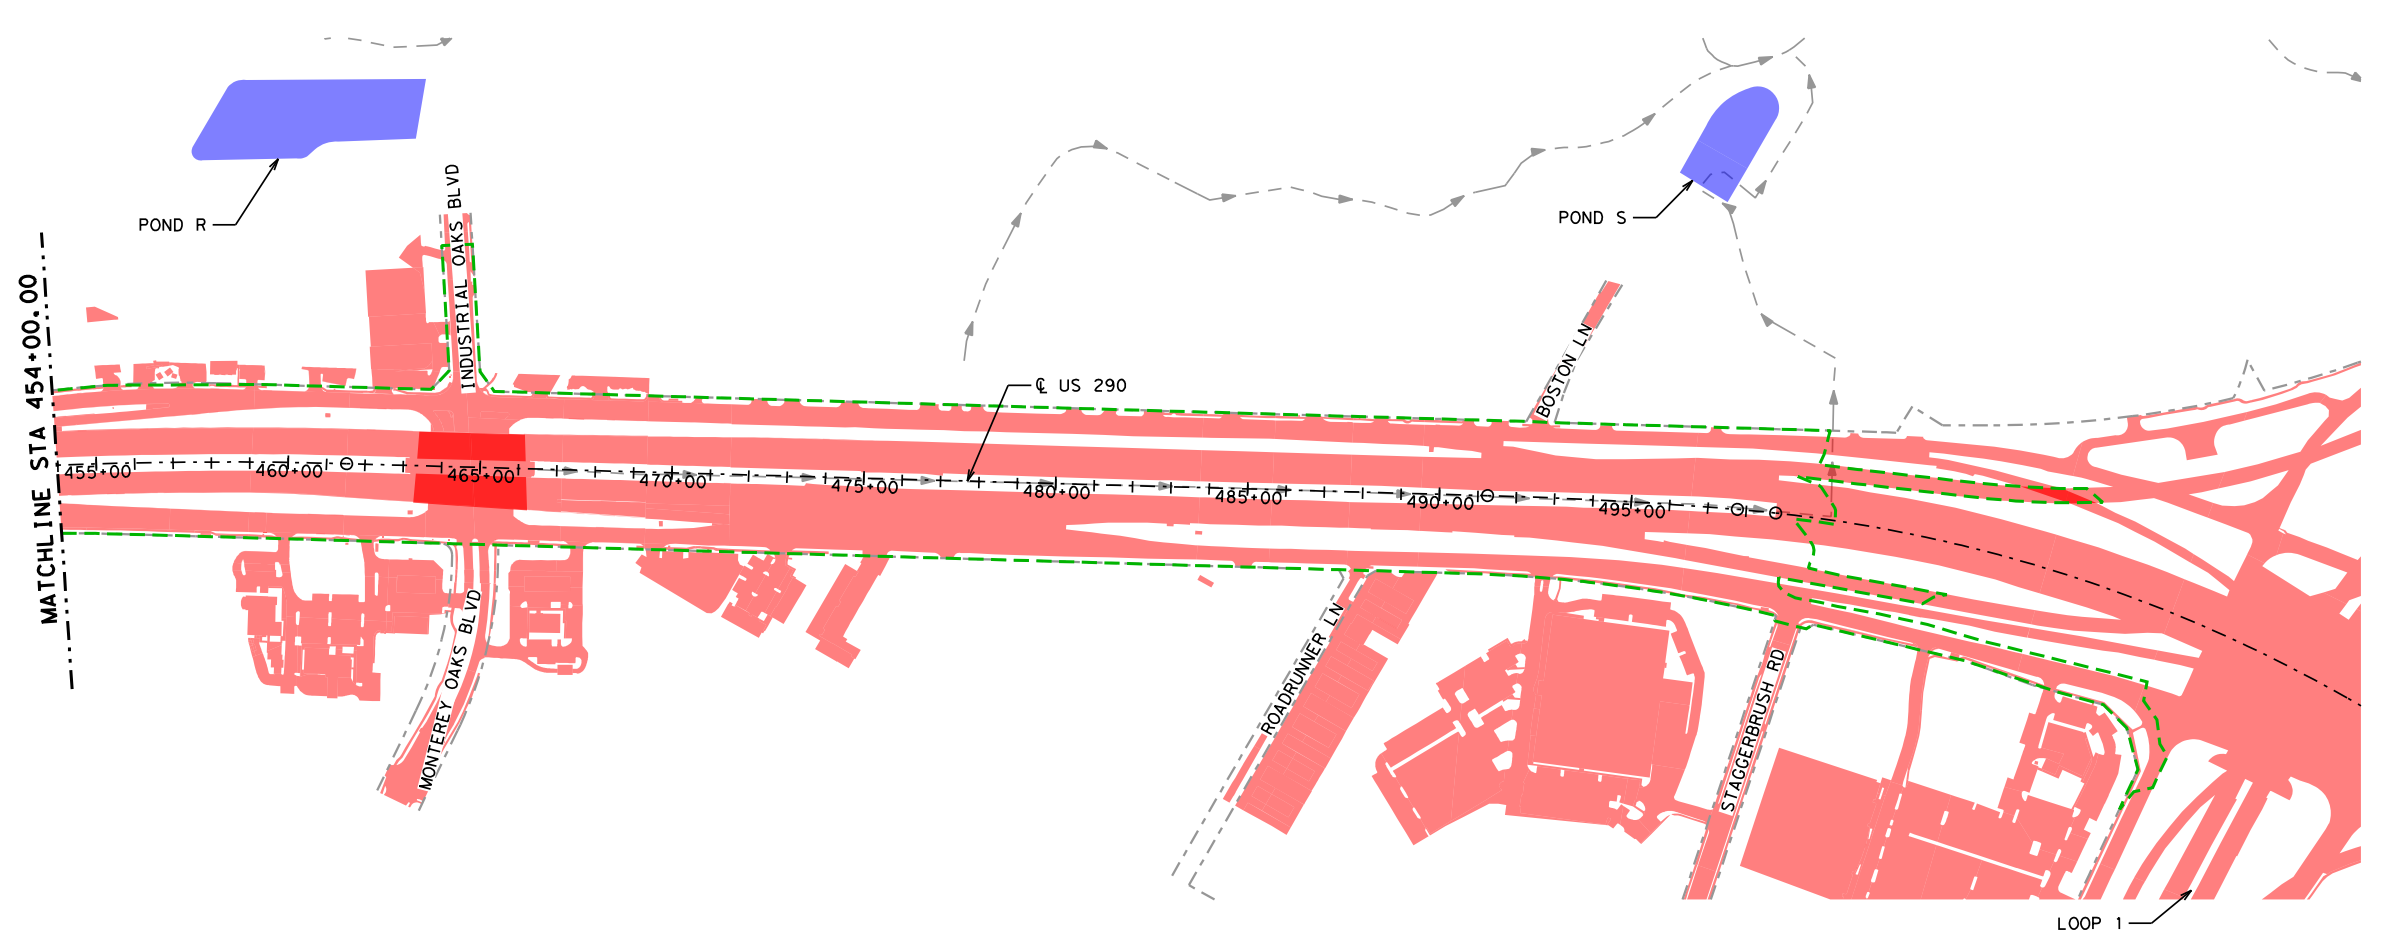 POND R
INDUSTRIAL OAKS BLVD
POND S
MATCHLINE STA 454+00.00
BOSTON LN
℄ US 290
455+00
460+00
465+00
470+00
475+00
480+00
485+00
490+00
495+00
MONTEREY OAKS BLVD
ROADRUNNER LN
STAGGERBRUSH RD
LOOP 1